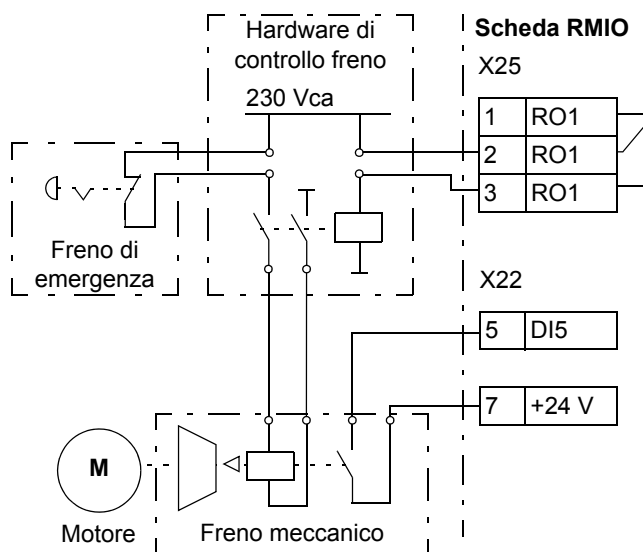 Hardware di
controllo freno
230 Vca
Scheda RMIO
X25
1 RO1
2 RO1
3 RO1
Freno di
emergenza
X22
5 DI5
7 +24 V
M
Motore
Freno meccanico